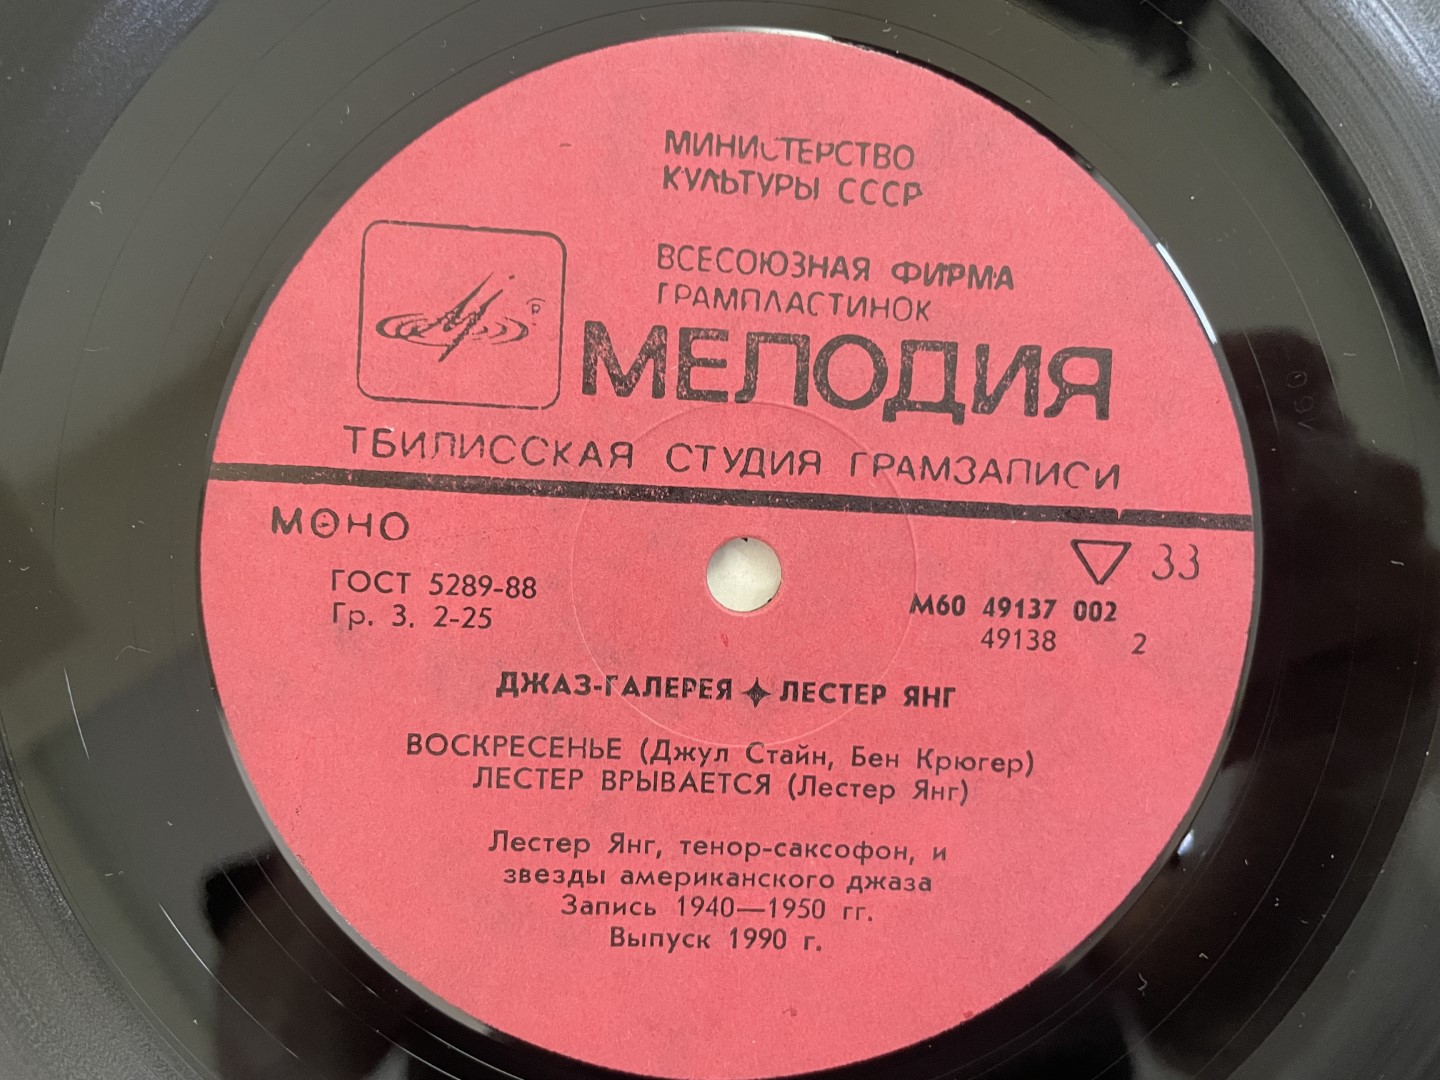 МИНИСТЕРСТВО
КУЛЬТУРЫ СССР
ВСЕСОЮЗНАЯ ФИРМА
ГРАМПЛАСТИНОК
МЕЛОДИЯ
ТБИЛИССКАЯ СТУДИЯ ГРАМЗАПИСИ
МОНО
33
ГОСТ 5289-88
Гр. 3. 2-25
М60 49137 002
49138 2
ДЖАЗ-ГАЛЕРЕЯ ✦ ЛЕСТЕР ЯНГ
ВОСКРЕСЕНЬЕ (Джул Стайн, Бен Крюгер)
ЛЕСТЕР ВРЫВАЕТСЯ (Лестер Янг)
Лестер Янг, тенор-саксофон, и
звезды американского джаза
Запись 1940—1950 гг.
Выпуск 1990 г.